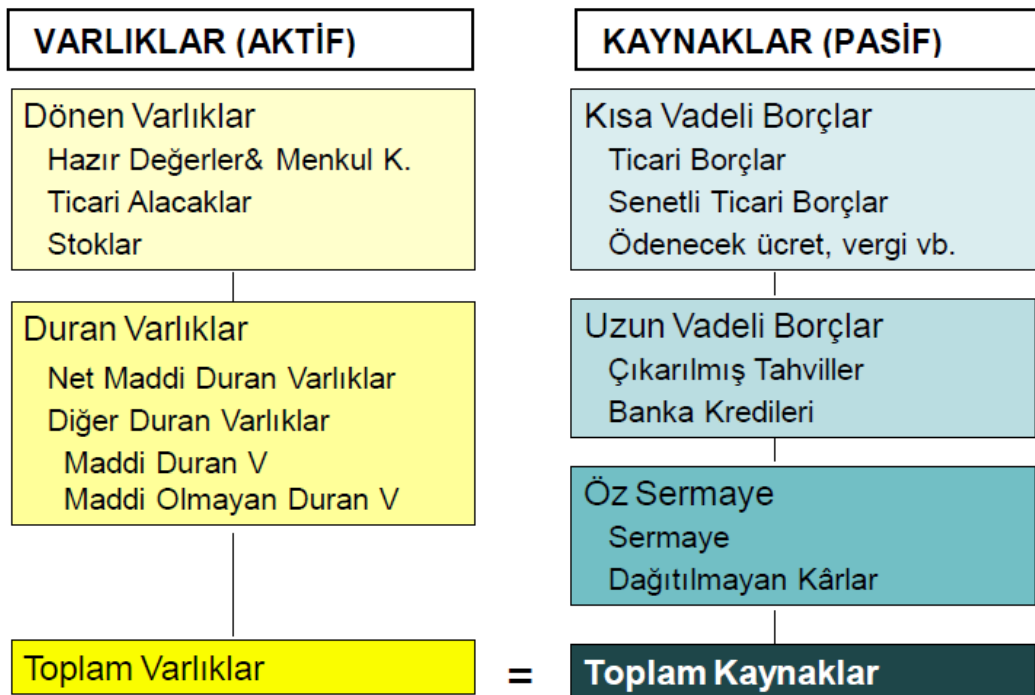 VARLIKLAR (AKTİF)
Dönen Varlıklar
Hazır Değerler& Menkul K.
Ticari Alacaklar
Stoklar
Duran Varlıklar
Net Maddi Duran Varlıklar
Diğer Duran Varlıklar
Maddi Duran V
Maddi Olmayan Duran V
Toplam Varlıklar
=
KAYNAKLAR (PASİF)
Kısa Vadeli Borçlar
Ticari Borçlar
Senetli Ticari Borçlar
Ödenecek ücret, vergi vb.
Uzun Vadeli Borçlar
Çıkarılmış Tahviller
Banka Kredileri
Öz Sermaye
Sermaye
Dağıtılmayan Kârlar
Toplam Kaynaklar